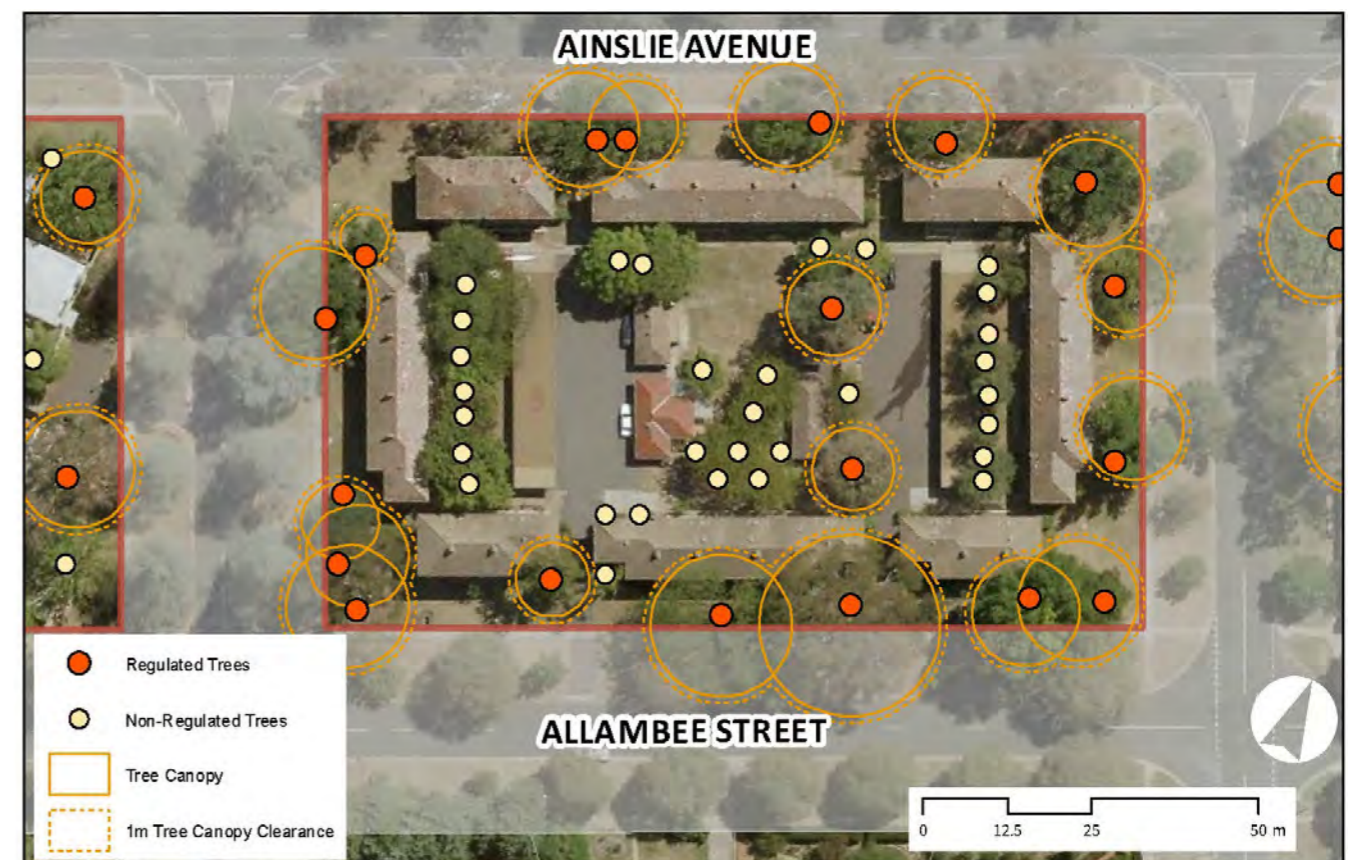 AINSLIE AVENUE
Regulated Trees
Non-Regulated Trees
Tree Canopy
1m Tree Canopy Clearance
ALLAMBEE STREET
0 12.5 25 50 m